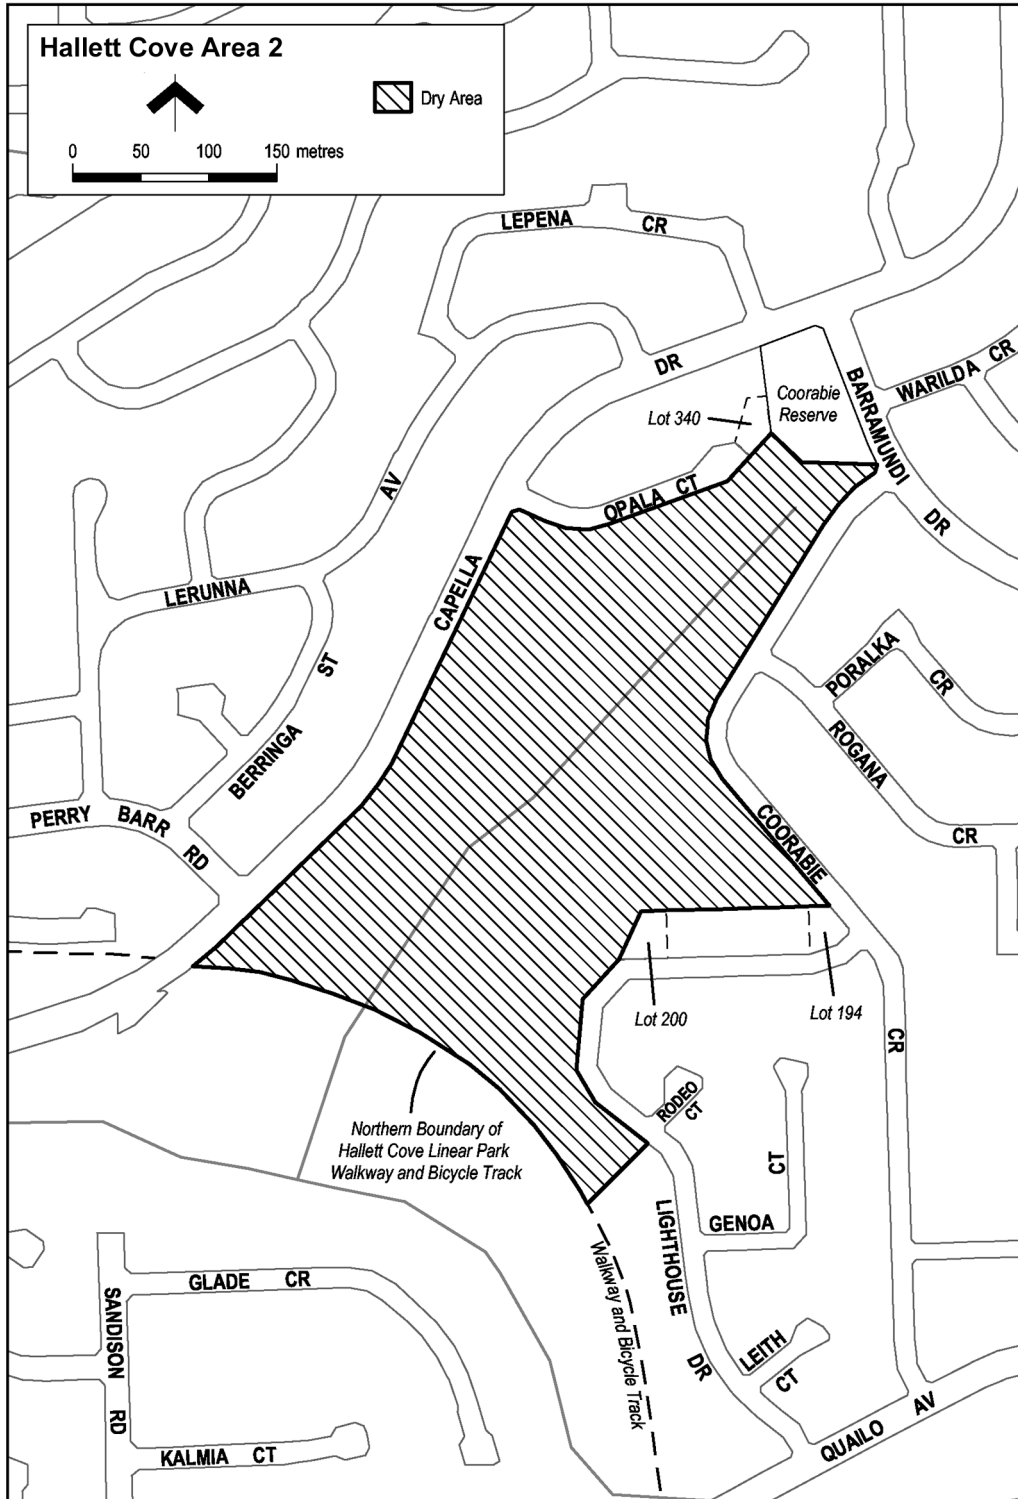 Hallett Cove Area 2
Dry Area
0 50 100 150 metres
LEPENA CR
DR
WARILDA CR
Coorabie
Reserve
BARRAMUNDI
DR
Lot 340
AV
OPALA CT
CAPELLA
LERUNNA
ST
BERRINGA
PORALKA
CR
ROGANA
CR
PERRY BARR
RD
COORABIE
CR
Lot 200
Lot 194
RODEO
CT
Northern Boundary of
Hallett Cove Linear Park
Walkway and Bicycle Track
CT
GENOA
LIGHTHOUSE
DR
Walkway and Bicycle Track
GLADE CR
SANDISON
RD
LEITH
CT
KALMIA CT
QUAILO AV